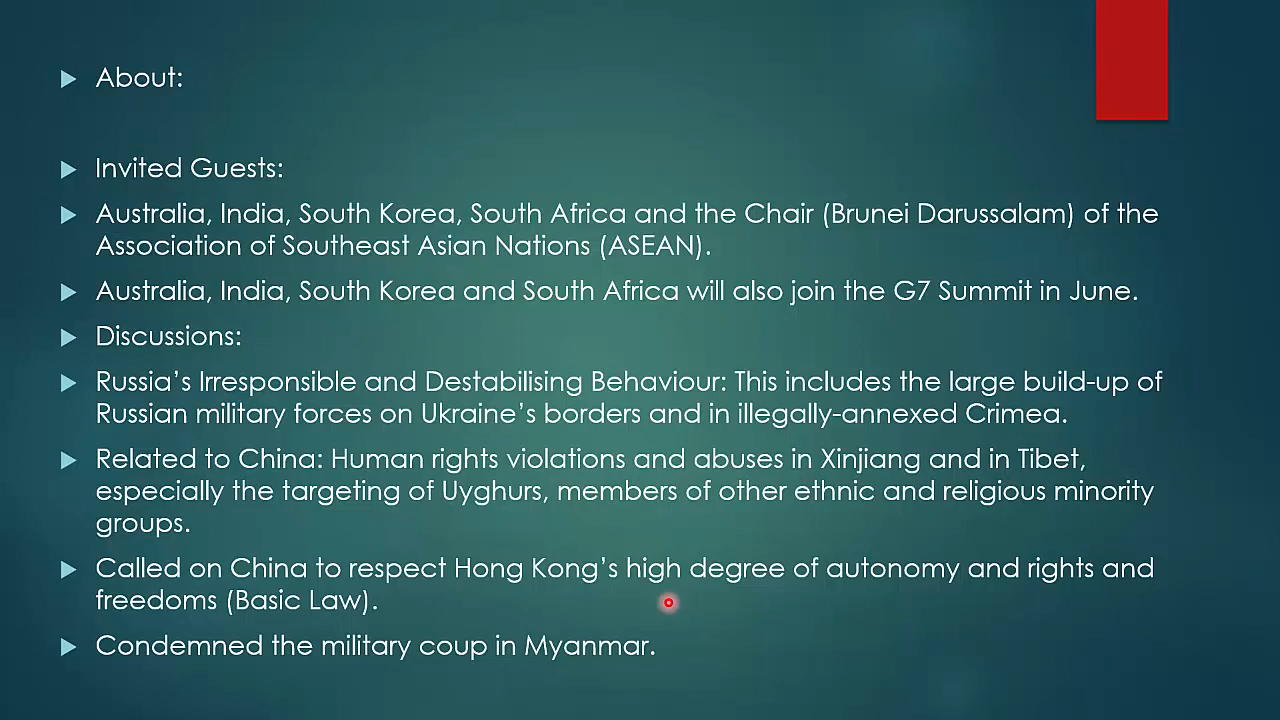 About:
Invited Guests:
Australia, India, South Korea, South Africa and the Chair (Brunei Darussalam) of the
Association of Southeast Asian Nations (ASEAN).
Australia, India, South Korea and South Africa will also join the G7 Summit in June.
Discussions:
Russia’s Irresponsible and Destabilising Behaviour: This includes the large build-up of
Russian military forces on Ukraine’s borders and in illegally-annexed Crimea.
Related to China: Human rights violations and abuses in Xinjiang and in Tibet,
especially the targeting of Uyghurs, members of other ethnic and religious minority
groups.
Called on China to respect Hong Kong’s high degree of autonomy and rights and
freedoms (Basic Law).
Condemned the military coup in Myanmar.